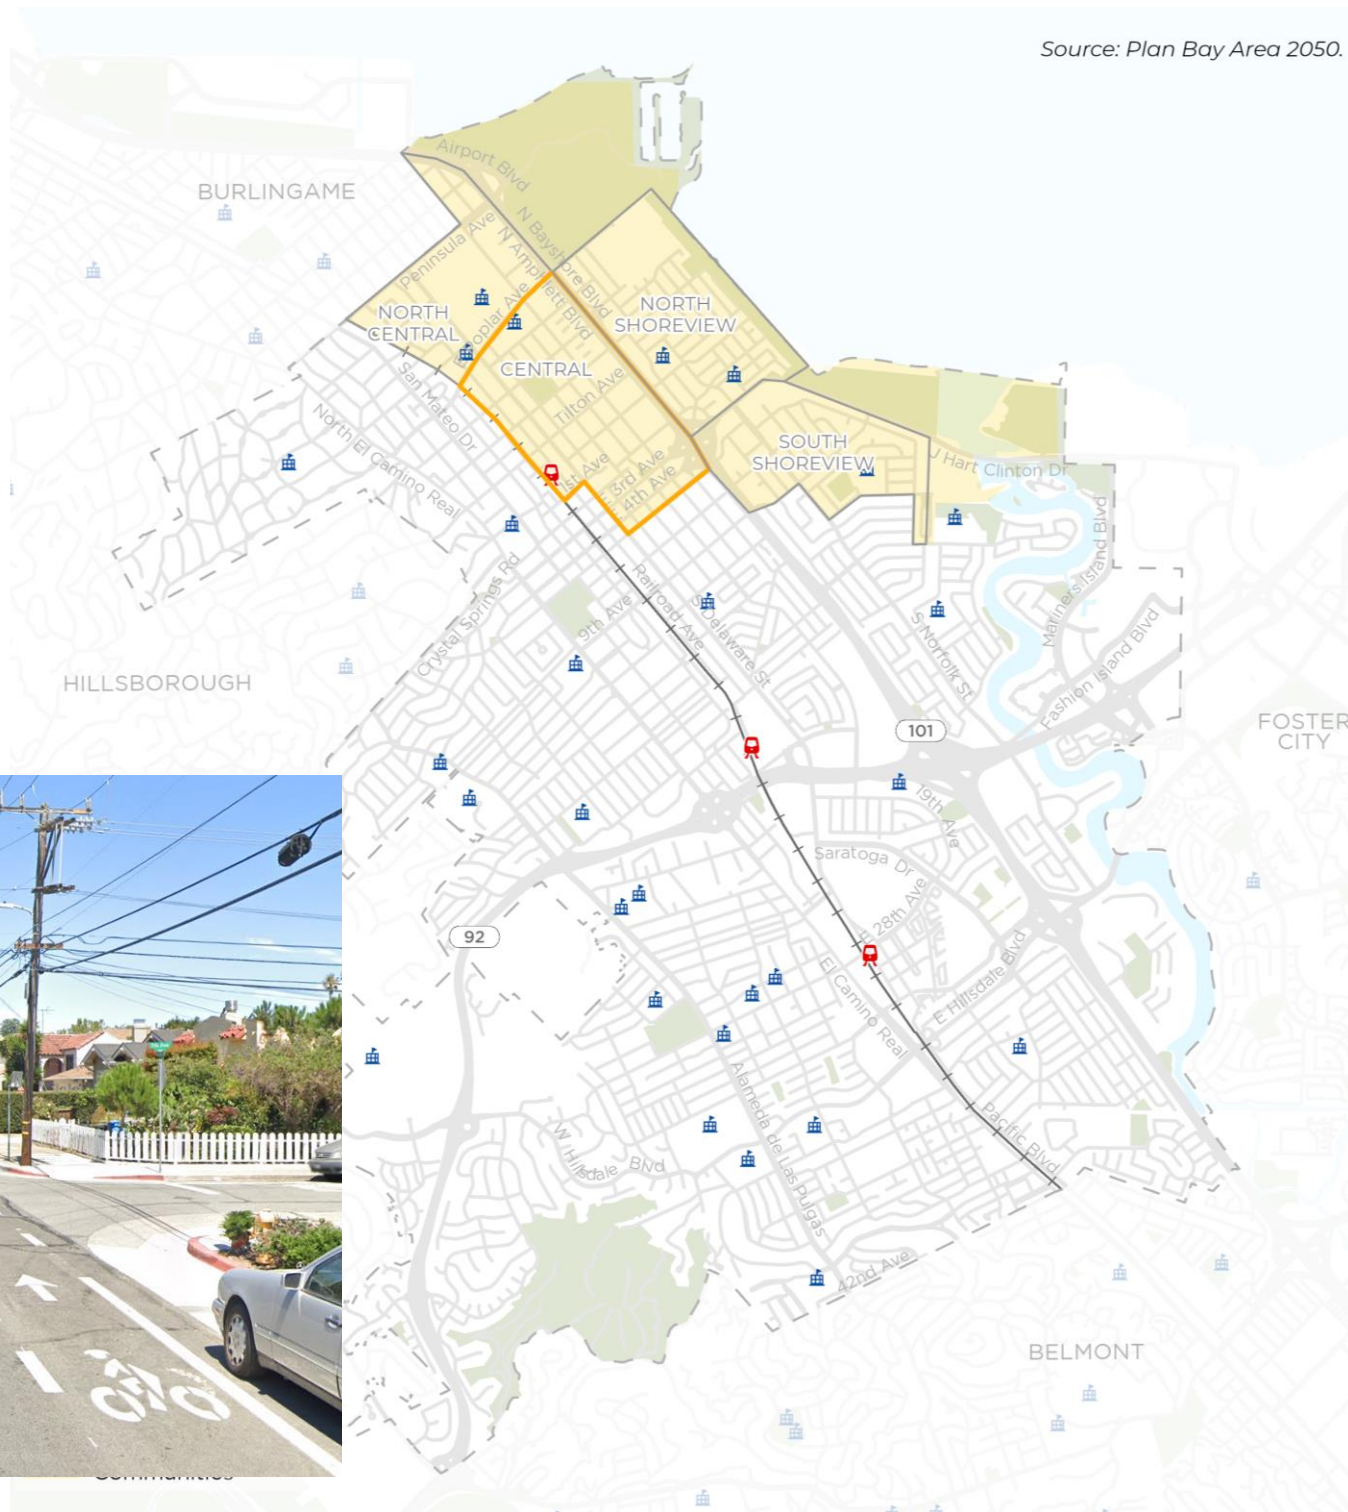 Source: Plan Bay Area 2050.
Airport Blvd
BURLINGAME
N Bayshore Blvd
Peninsula Ave
N Amphlett Blvd
NORTH
SHOREVIEW
NORTH
CENTRAL
Poplar Ave
CENTRAL
San Mateo Dr
Tilton Ave
North El Camino Real
SOUTH
SHOREVIEW
J Hart Clinton Dr
1st Ave
3rd Ave
4th Ave
Mariners Island Blvd
Crystal Springs Rd
Railroad Ave
9th Ave
S Delaware St
S Norfolk St
Fashion Island Blvd
HILLSBOROUGH
FOSTER
CITY
101
19th Ave
Saratoga Dr
E 28th Ave
92
El Camino Real
E Hillsdale Blvd
Alameda de Las Pulgas
Pacific Blvd
W Hillsdale Blvd
42nd Ave
BELMONT
Communities